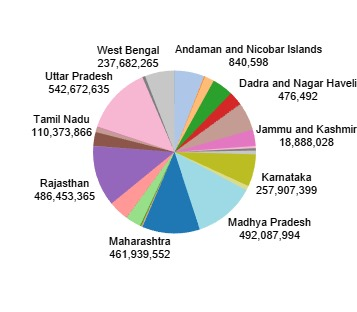 West Bengal
237,682,265
Andaman and Nicobar Islands
840,598
Uttar Pradesh
542,672,635
Dadra and Nagar Haveli
476,492
Tamil Nadu
110,373,866
Jammu and Kashmir
18,888,028
Rajasthan
486,453,365
Karnataka
257,907,399
Madhya Pradesh
492,087,994
Maharashtra
461,939,552